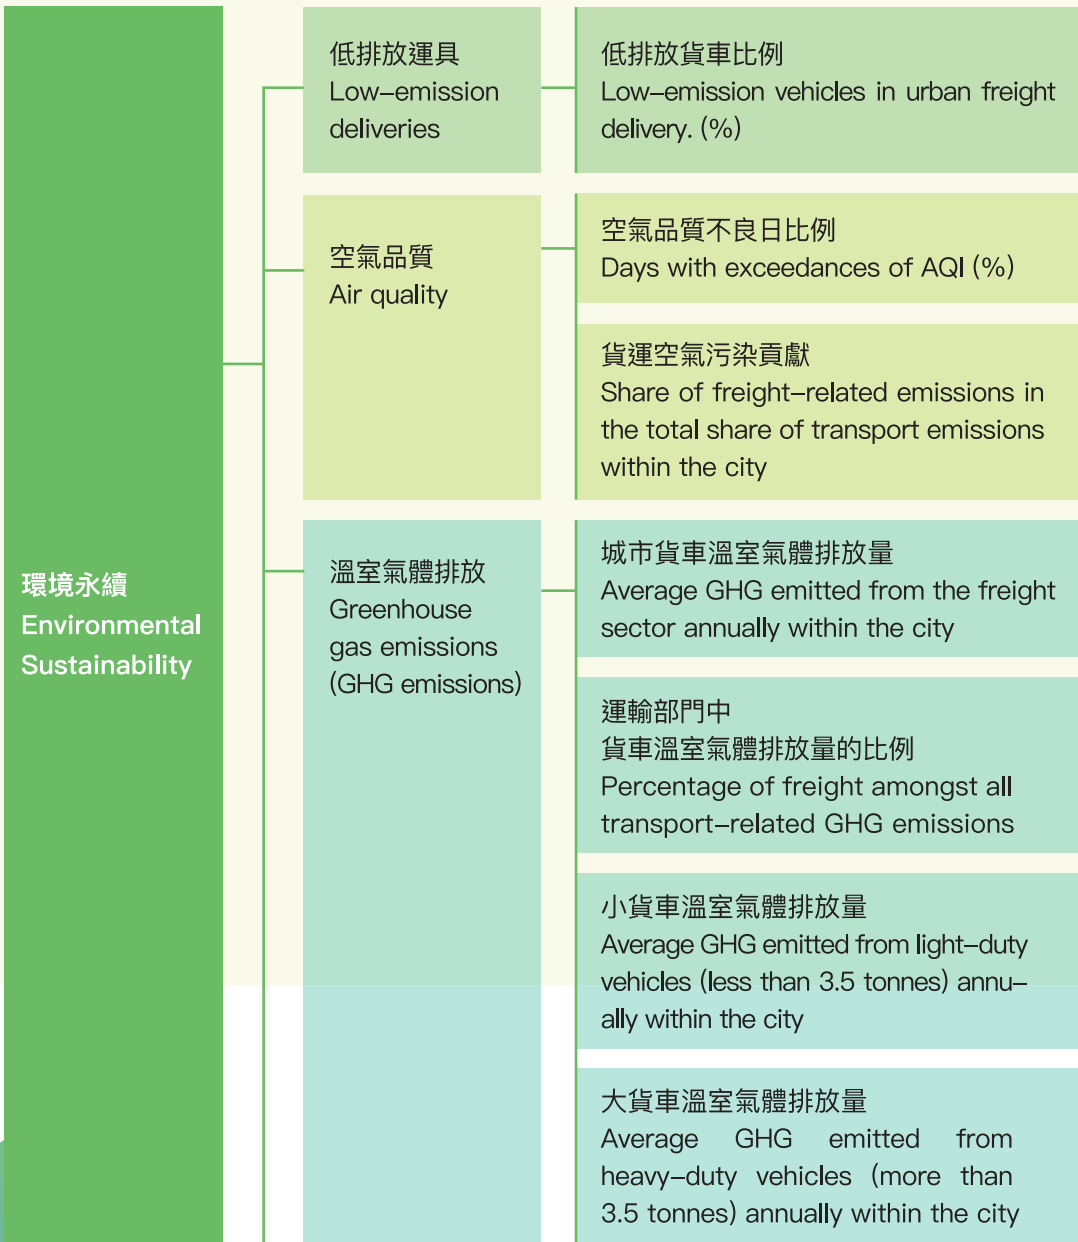 環境永續
Environmental
Sustainability
低排放運具
Low–emission
deliveries
低排放貨車比例
Low–emission vehicles in urban freight
delivery. (%)
空氣品質
Air quality
空氣品質不良日比例
Days with exceedances of AQI (%)
貨運空氣污染貢獻
Share of freight–related emissions in
the total share of transport emissions
within the city
溫室氣體排放
Greenhouse
gas emissions
(GHG emissions)
城市貨車溫室氣體排放量
Average GHG emitted from the freight
sector annually within the city
運輸部門中
貨車溫室氣體排放量的比例
Percentage of freight amongst all
transport–related GHG emissions
小貨車溫室氣體排放量
Average GHG emitted from light–duty
vehicles (less than 3.5 tonnes) annu–
ally within the city
大貨車溫室氣體排放量
Average GHG emitted from
heavy–duty vehicles (more than
3.5 tonnes) annually within the city